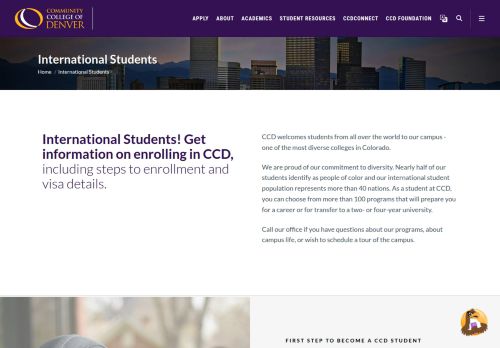 COMMUNITY
COLLEGE OF
DENVER
APPLY ABOUT ACADEMICS STUDENT RESOURCES CCDCONNECT CCD FOUNDATION
International Students
Home / International Students
International Students! Get
information on enrolling in CCD,
including steps to enrollment and
visa details.
CCD welcomes students from all over the world to our campus -
one of the most diverse colleges in Colorado.
We are proud of our commitment to diversity. Nearly half of our
students identify as people of color and our international student
population represents more than 40 nations. As a student at CCD,
you can choose from more than 100 programs that will prepare you
for a career or for transfer to a two- or four-year university.
Call our office if you have questions about our programs, about
campus life, or wish to schedule a tour of the campus.
FIRST STEP TO BECOME A CCD STUDENT